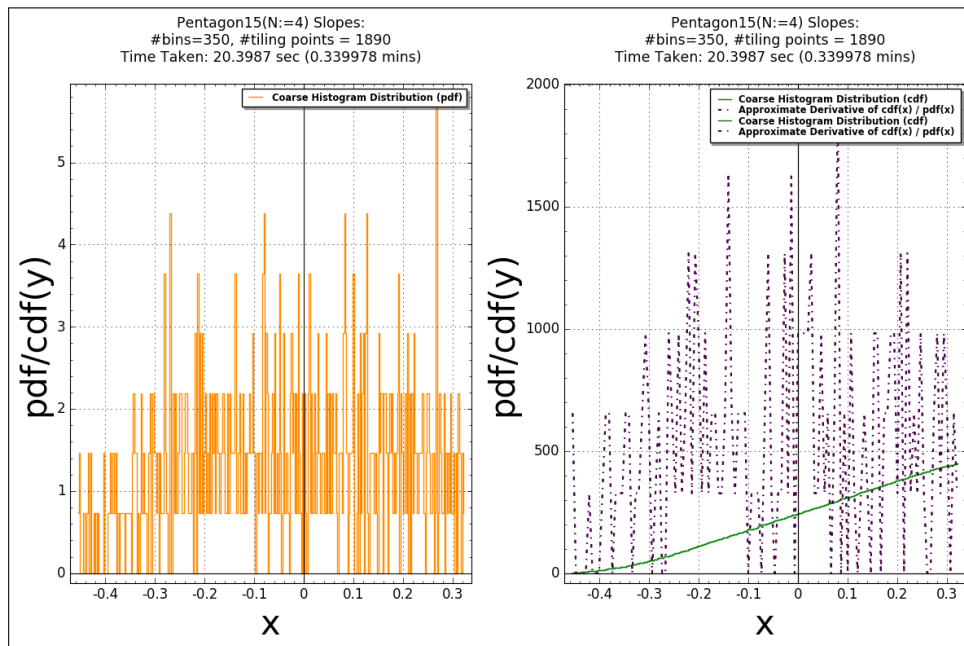 Pentagon15(N:=4) Slopes:
#bins=350, #tiling points = 1890
Time Taken: 20.3987 sec (0.339978 mins)
Coarse Histogram Distribution (pdf)
5
4
3
2
1
0
-0.4 -0.3 -0.2 -0.1 0 0.1 0.2 0.3
pdf/cdf(y)
x
Pentagon15(N:=4) Slopes:
#bins=350, #tiling points = 1890
Time Taken: 20.3987 sec (0.339978 mins)
2000
Coarse Histogram Distribution (cdf)
Approximate Derivative of cdf(x) / pdf(x)
Coarse Histogram Distribution (cdf)
Approximate Derivative of cdf(x) / pdf(x)
1500
1000
500
0
-0.4 -0.3 -0.2 -0.1 0 0.1 0.2 0.3
pdf/cdf(y)
x